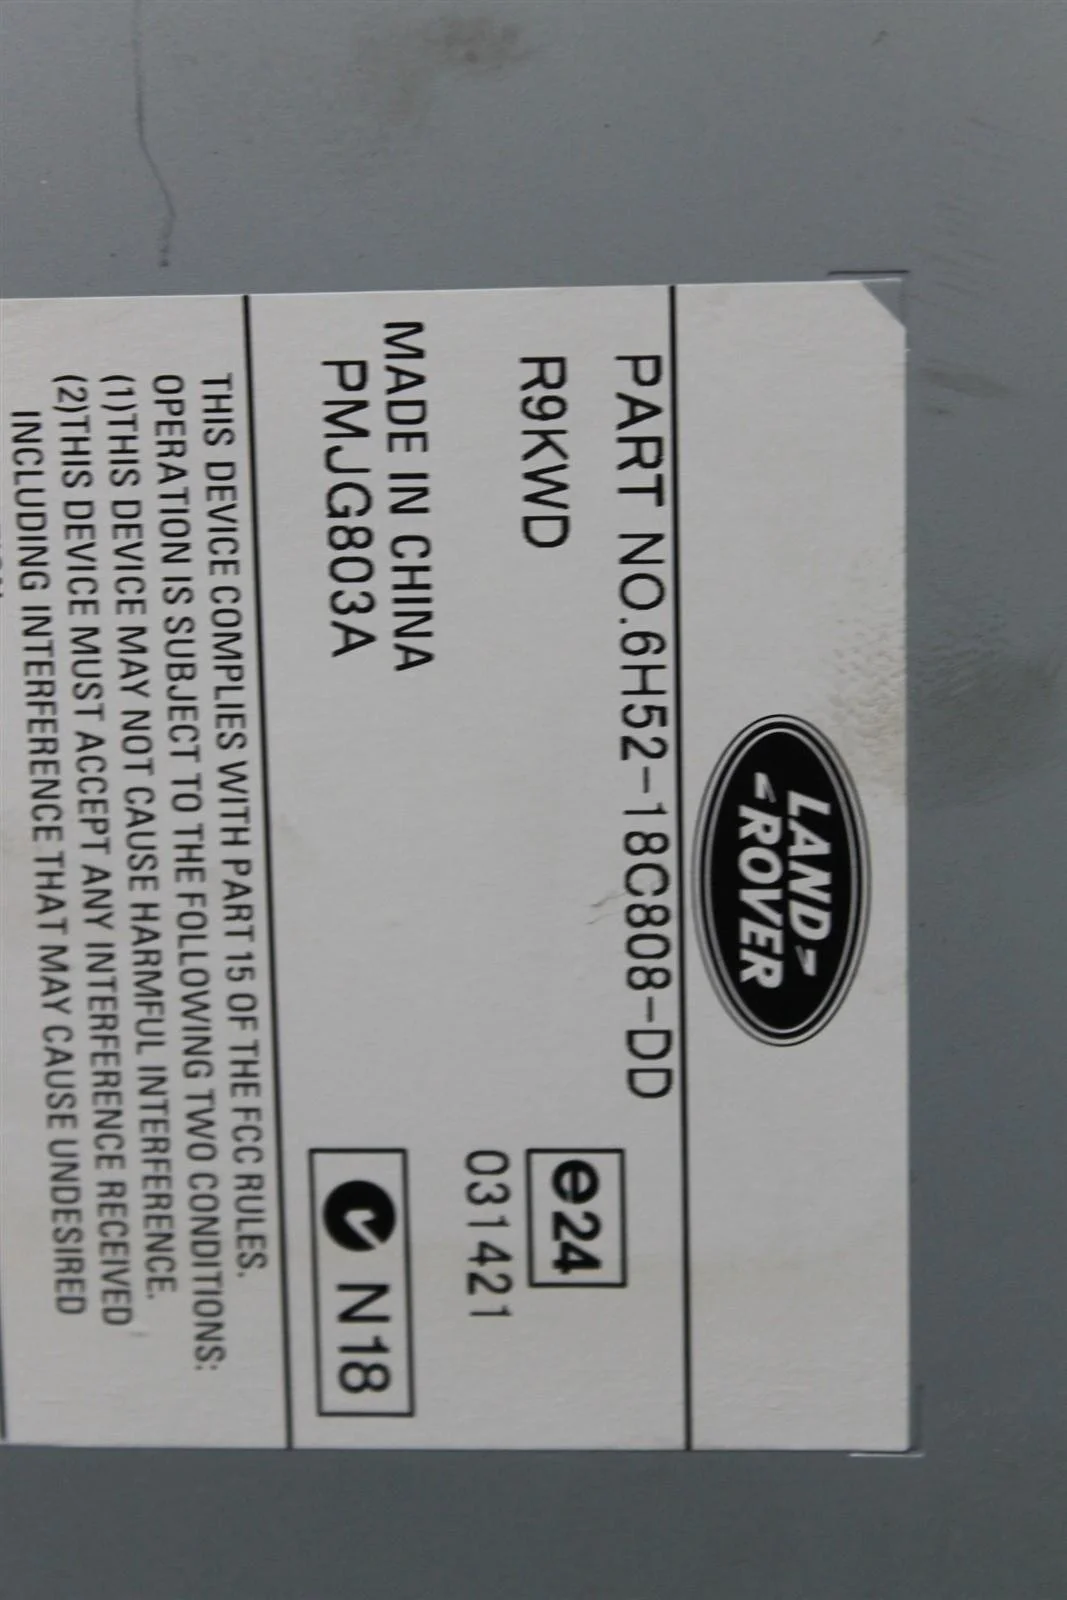 LAND
ROVER
PART NO.6H52-18C808-DD
R9KWD
e24
031421
MADE IN CHINA
PMJG803A
N18
THIS DEVICE COMPLIES WITH PART 15 OF THE FCC RULES.
OPERATION IS SUBJECT TO THE FOLLOWING TWO CONDITIONS:
(1)THIS DEVICE MAY NOT CAUSE HARMFUL INTERFERENCE.
(2)THIS DEVICE MUST ACCEPT ANY INTERFERENCE RECEIVED
INCLUDING INTERFERENCE THAT MAY CAUSE UNDESIRED